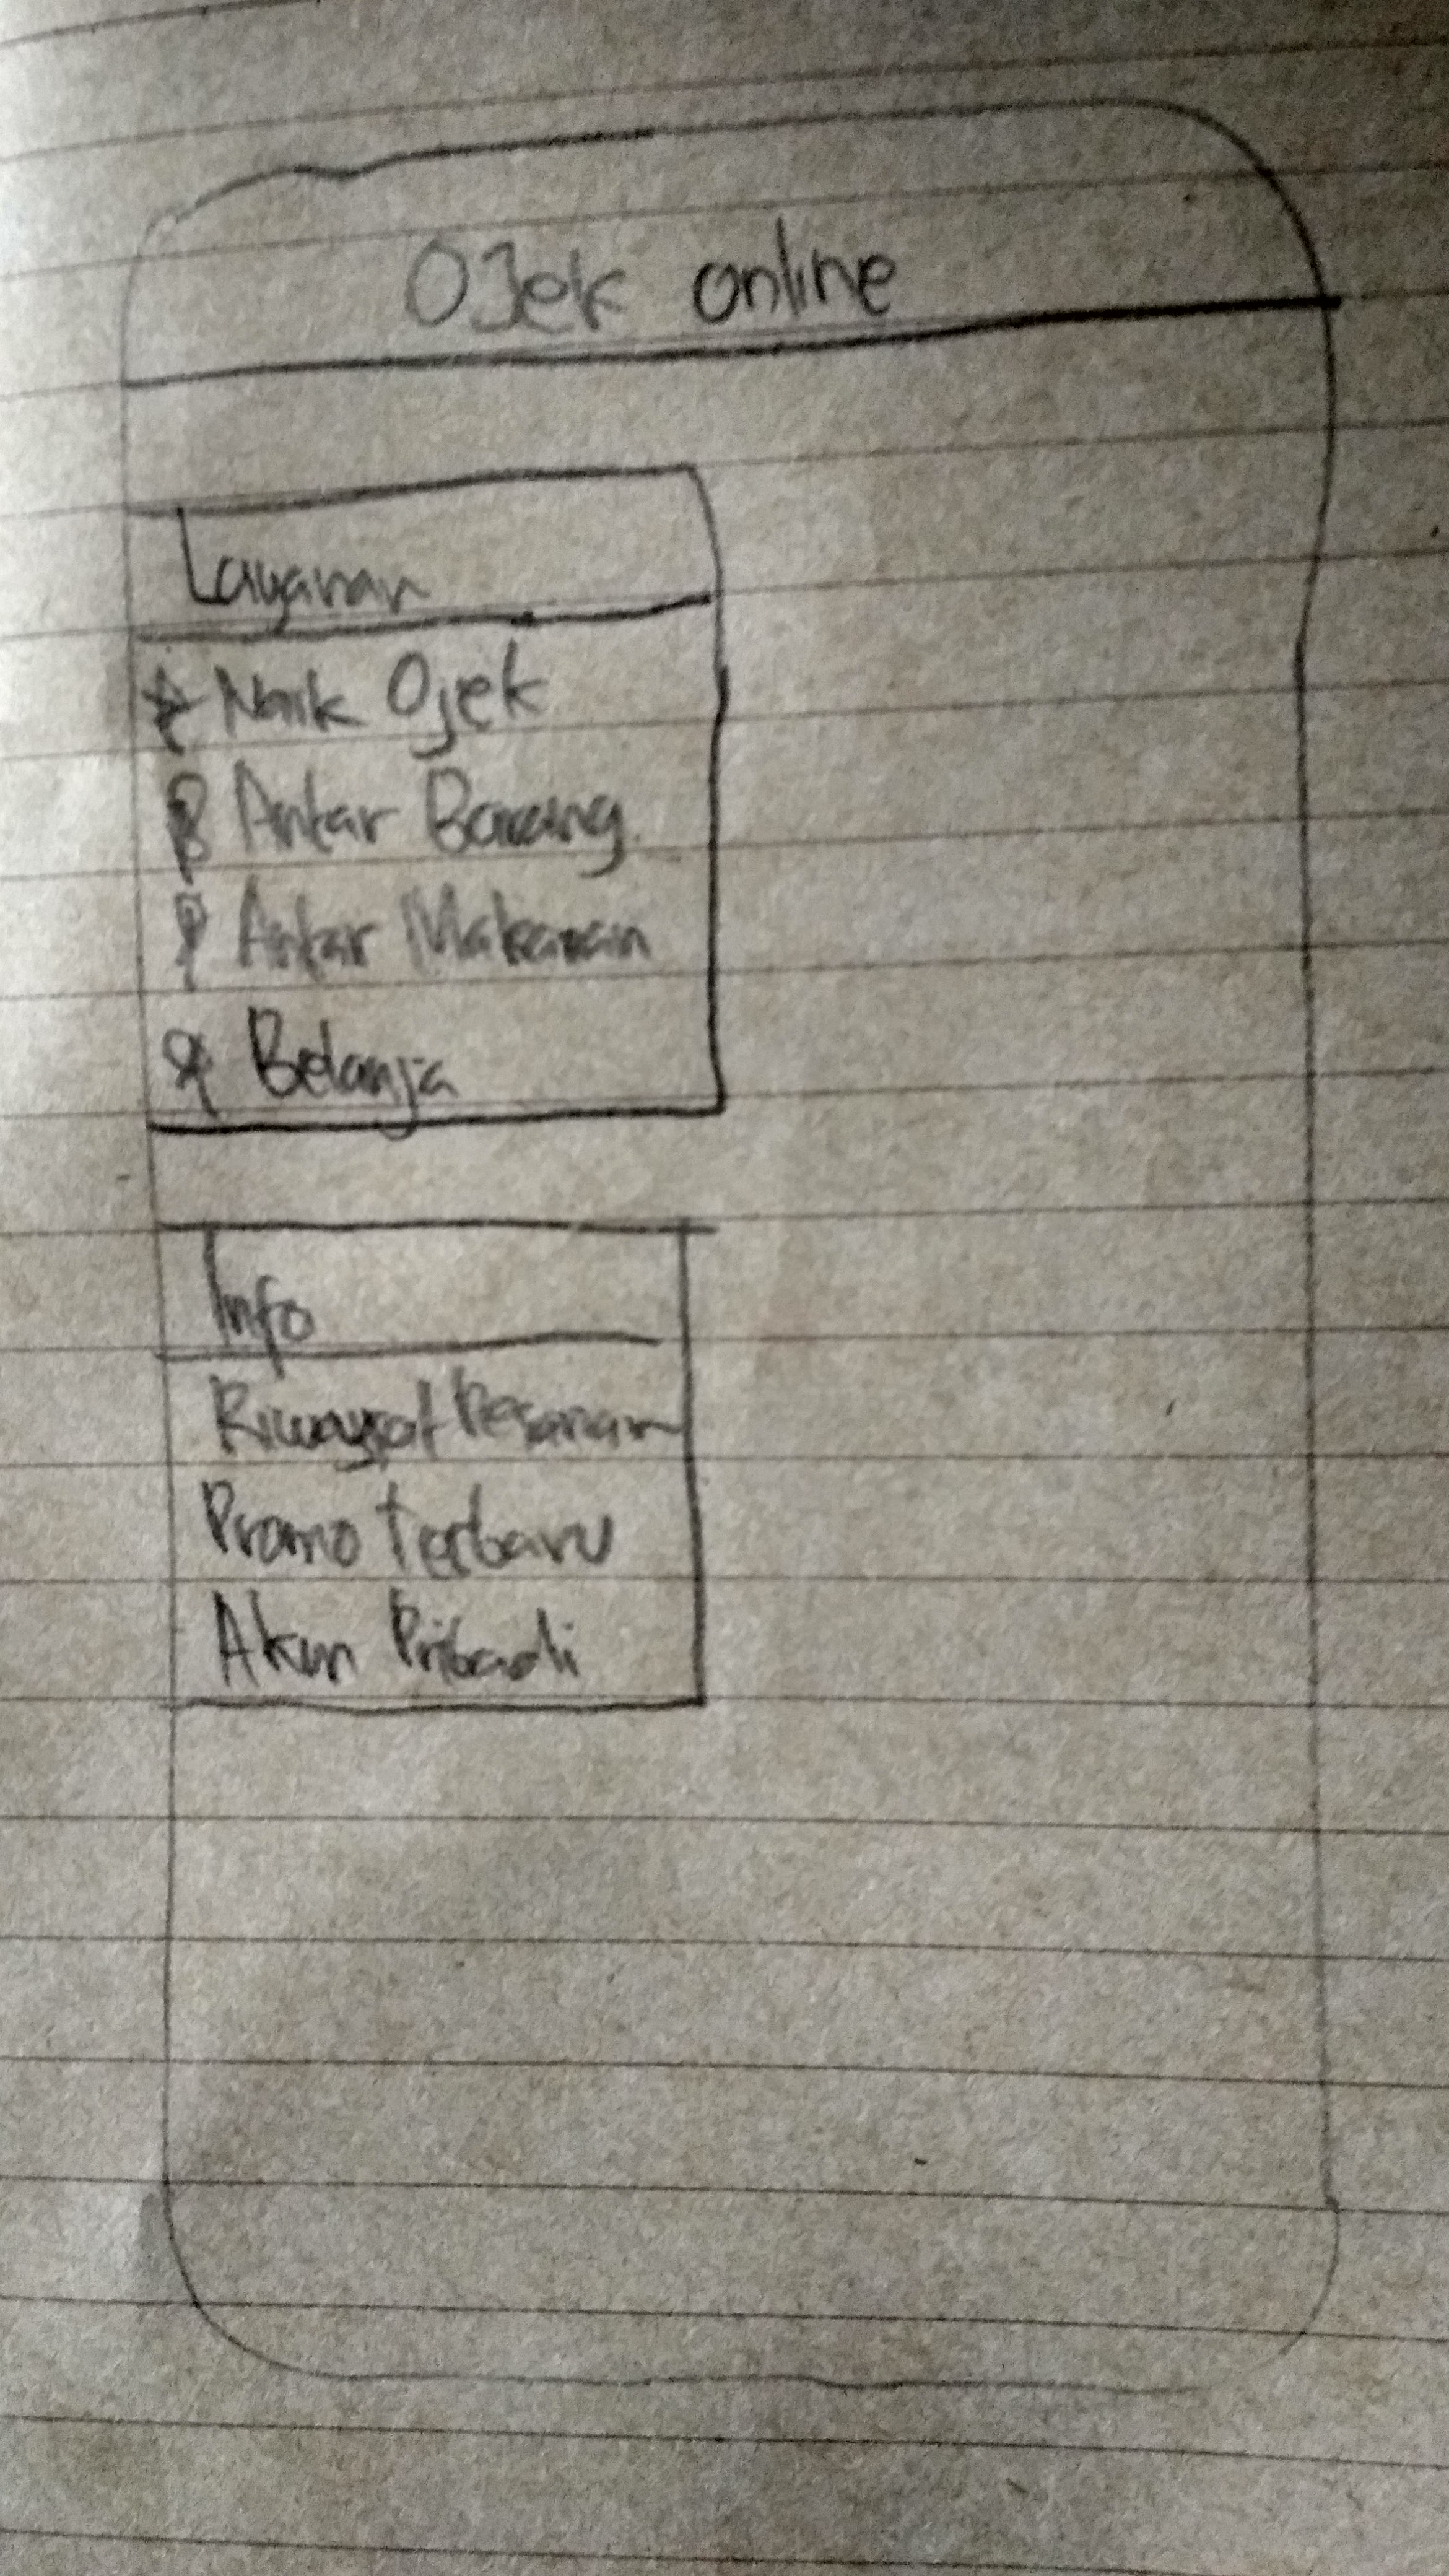 OJek online
Layanan
Naik Ojek
Antar Barang
Antar Makanan
Belanja
Info
Riwayat Pesanan
Promo terbaru
Akun Pribadi